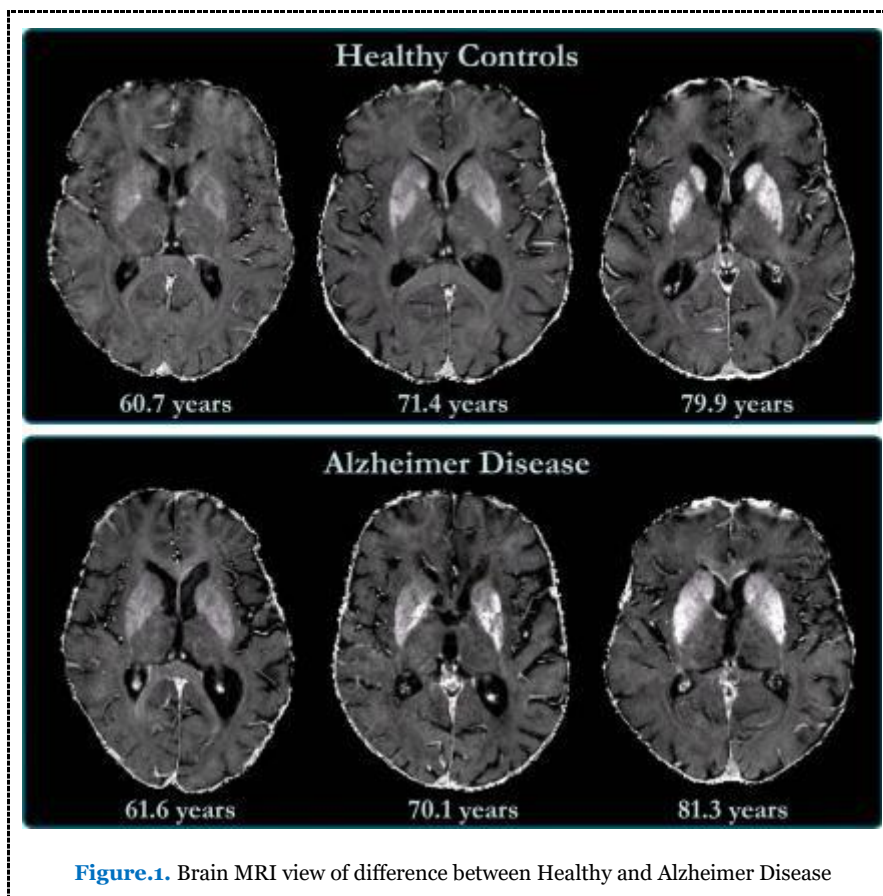 Healthy Controls
60.7 years 71.4 years 79.9 years
Alzheimer Disease
61.6 years 70.1 years 81.3 years
Figure.1. Brain MRI view of difference between Healthy and Alzheimer Disease